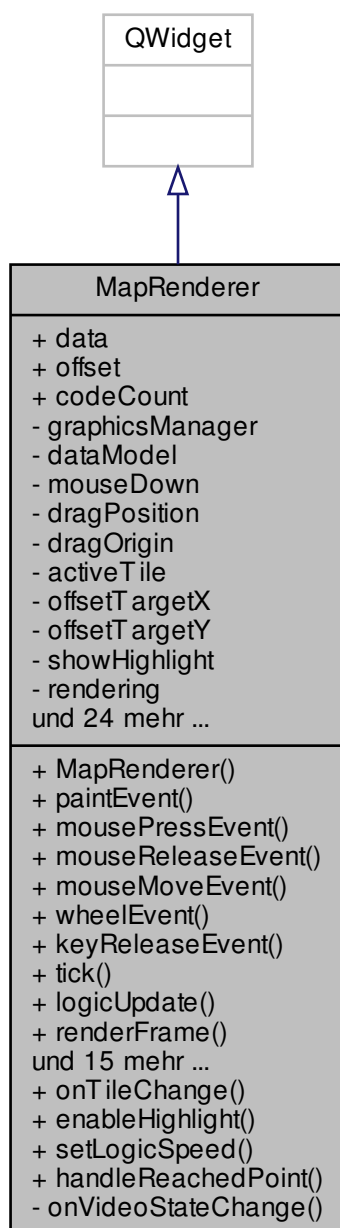 QWidget
MapRenderer
+ data
+ offset
+ codeCount
- graphicsManager
- dataModel
- mouseDown
- dragPosition
- dragOrigin
- activeTile
- offsetTargetX
- offsetTargetY
- showHighlight
- rendering
und 24 mehr ...
+ MapRenderer()
+ paintEvent()
+ mousePressEvent()
+ mouseReleaseEvent()
+ mouseMoveEvent()
+ wheelEvent()
+ keyReleaseEvent()
+ tick()
+ logicUpdate()
+ renderFrame()
und 15 mehr ...
+ onTileChange()
+ enableHighlight()
+ setLogicSpeed()
+ handleReachedPoint()
- onVideoStateChange()